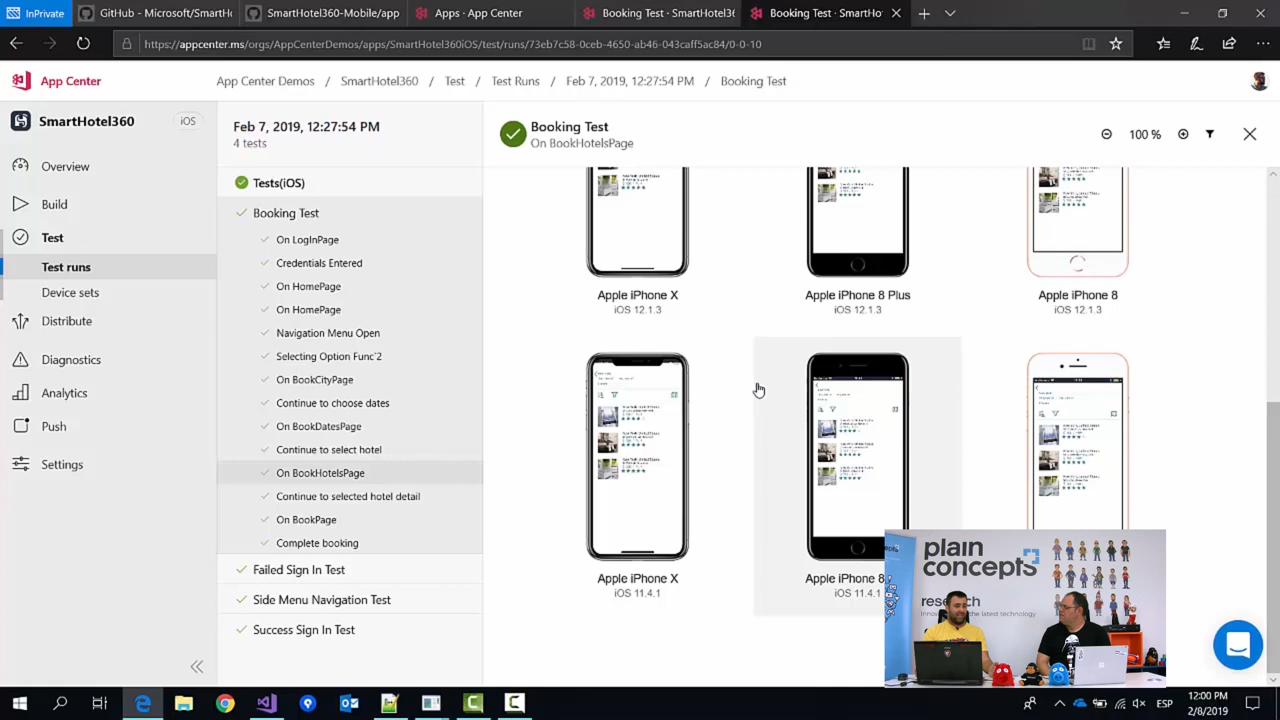 InPrivate
GitHub - Microsoft/SmartHo
SmartHotel360-Mobile/app
Apps - App Center
Booking Test - SmartHotel3
Booking Test - SmartHo
https://appcenter.ms/orgs/AppCenterDemos/apps/SmartHotel360iOS/test/runs/73eb7c58-0ceb-4650-ab46-043caff5ac84/0-0-10
App Center
App Center Demos / SmartHotel360 / Test / Test Runs / Feb 7, 2019, 12:27:54 PM / Booking Test
SmartHotel360
iOS
Overview
Build
Test
Test runs
Device sets
Distribute
Diagnostics
Analytics
Push
Settings
Feb 7, 2019, 12:27:54 PM
4 tests
Tests(iOS)
Booking Test
On LogInPage
Credentials Entered
On HomePage
On HomePage
Navigation Menu Open
Selecting Option Func`2
On BookCityPage
Continue to choose dates
On BookDatesPage
Continue to select hotel
On BookHotelsPage
Continue to selected hotel detail
On BookPage
Complete booking
Failed Sign In Test
Side Menu Navigation Test
Success Sign In Test
Booking Test
On BookHotelsPage
100 %
Apple iPhone X
iOS 12.1.3
Apple iPhone 8 Plus
iOS 12.1.3
Apple iPhone 8
iOS 12.1.3
Apple iPhone X
iOS 11.4.1
Apple iPhone 8
iOS 11.4.1
plain
concepts
research
the latest technology
ESP
12:00 PM
2/8/2019